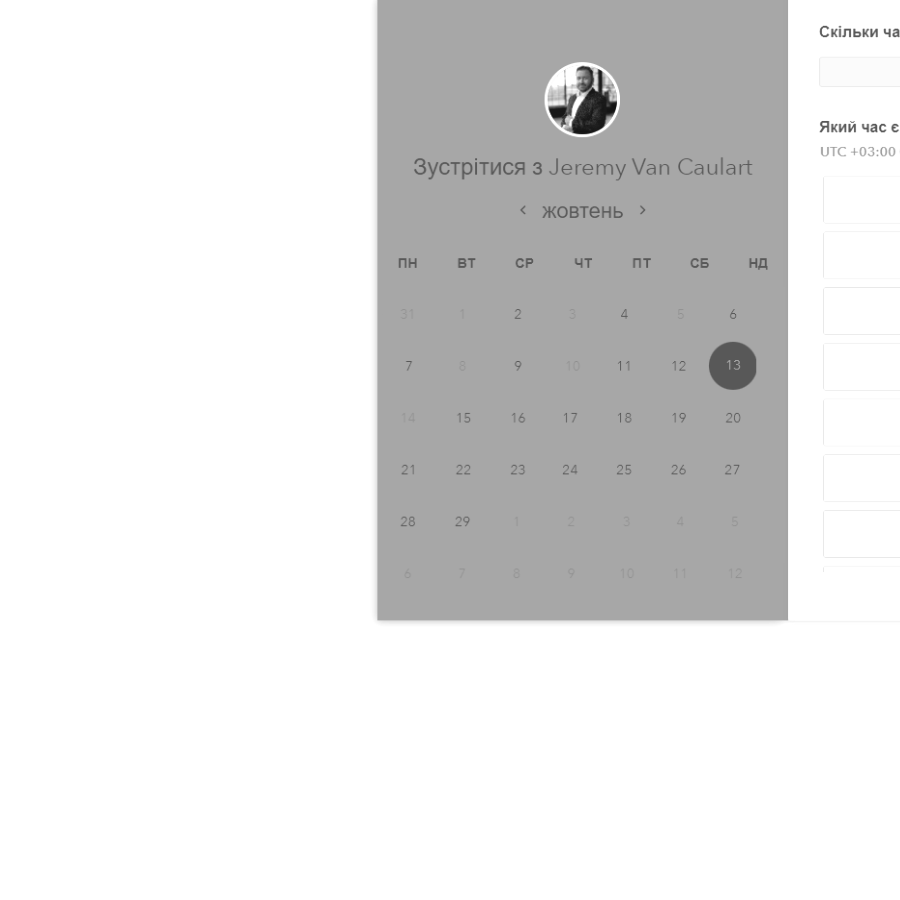 Скільки ча
Який час є
UTC +03:00
Зустрітися з Jeremy Van Caulart
жовтень
ПН ВТ СР ЧТ ПТ СБ НД
31 1 2 3 4 5 6
7 8 9 10 11 12 13
14 15 16 17 18 19 20
21 22 23 24 25 26 27
28 29 1 2 3 4 5
6 7 8 9 10 11 12